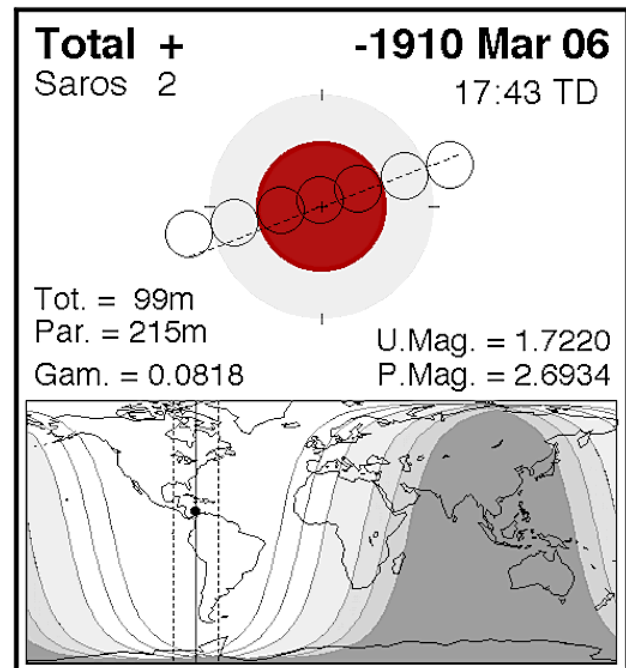 Total + -1910 Mar 06
Saros 2 17:43 TD
Tot. = 99m
Par. = 215m U.Mag. = 1.7220
Gam. = 0.0818 P.Mag. = 2.6934